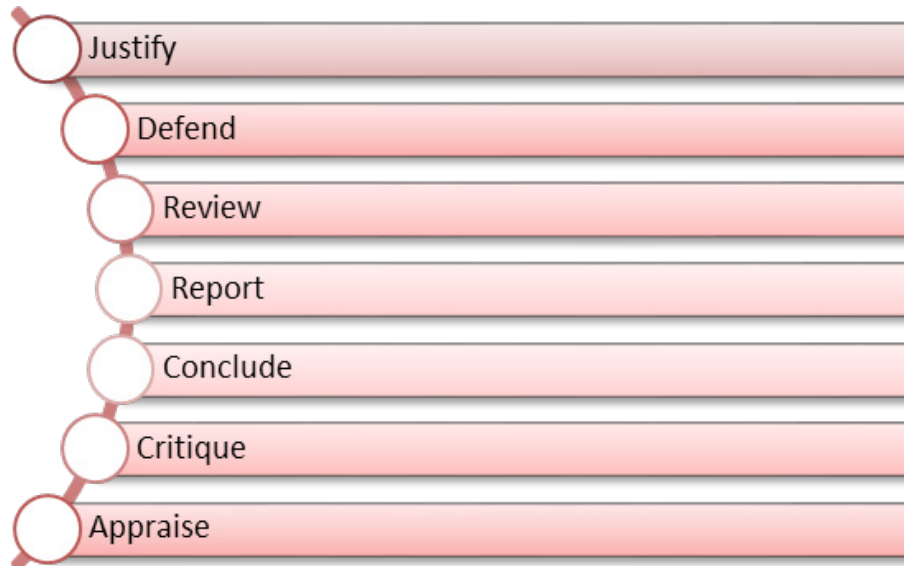 Justify
Defend
Review
Report
Conclude
Critique
Appraise